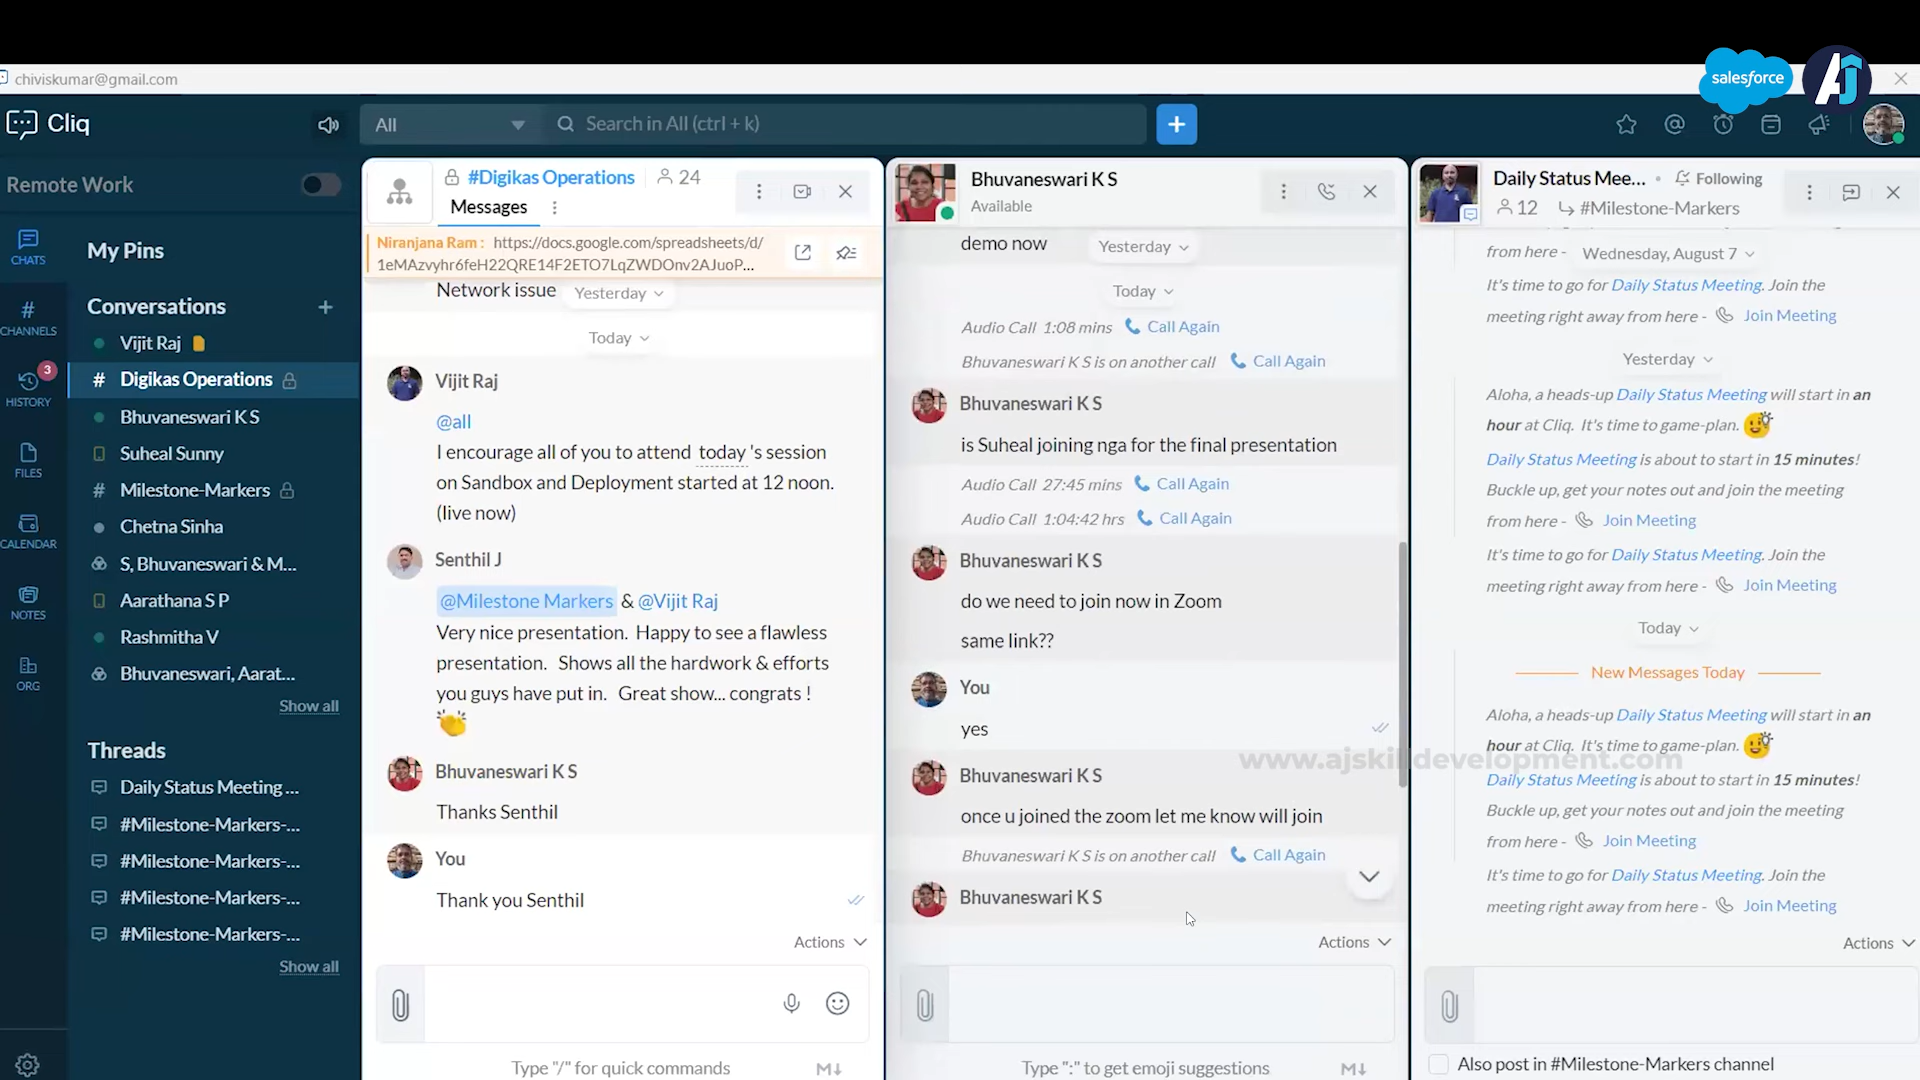 chiviskumar@gmail.com
salesforce
AJ
Cliq
All
Search in All (ctrl + k)
Remote Work
CHATS
CHANNELS
3
HISTORY
FILES
CALENDAR
NOTES
ORG
My Pins
Conversations
Vijit Raj
# Digikas Operations
Bhuvaneswari K S
Suheal Sunny
# Milestone-Markers
Chetna Sinha
S, Bhuvaneswari & M...
Aarathana S P
Rashmitha V
Bhuvaneswari, Aarat...
Show all
Threads
Daily Status Meeting ...
#Milestone-Markers-...
#Milestone-Markers-...
#Milestone-Markers-...
#Milestone-Markers-...
Show all
#Digikas Operations 24
Messages
Niranjana Ram : https://docs.google.com/spreadsheets/d/
1eMAzvyhr6feH22QRE14F2ETO7LqZWDOnv2AJuoP...
Network issue
Yesterday
Today
Vijit Raj
@all
I encourage all of you to attend today 's session
on Sandbox and Deployment started at 12 noon.
(live now)
Senthil J
@Milestone Markers & @Vijit Raj
Very nice presentation. Happy to see a flawless
presentation. Shows all the hardwork & efforts
you guys have put in. Great show... congrats !
Bhuvaneswari K S
Thanks Senthil
You
Thank you Senthil
Actions
Type "/" for quick commands
M↓
Bhuvaneswari K S
Available
demo now
Yesterday
Today
Audio Call 1:08 mins Call Again
Bhuvaneswari K S is on another call Call Again
Bhuvaneswari K S
is Suheal joining nga for the final presentation
Audio Call 27:45 mins Call Again
Audio Call 1:04:42 hrs Call Again
Bhuvaneswari K S
do we need to join now in Zoom
same link??
You
yes
Bhuvaneswari K S
once u joined the zoom let me know will join
Bhuvaneswari K S is on another call Call Again
Bhuvaneswari K S
Actions
Type ":" to get emoji suggestions
M↓
Daily Status Mee... • Following
12 #Milestone-Markers
from here -
Wednesday, August 7
It's time to go for Daily Status Meeting. Join the
meeting right away from here - Join Meeting
Yesterday
Aloha, a heads-up Daily Status Meeting will start in an
hour at Cliq. It's time to game-plan.
Daily Status Meeting is about to start in 15 minutes!
Buckle up, get your notes out and join the meeting
from here - Join Meeting
It's time to go for Daily Status Meeting. Join the
meeting right away from here - Join Meeting
Today
New Messages Today
Aloha, a heads-up Daily Status Meeting will start in an
hour at Cliq. It's time to game-plan.
www.ajskilldevelopment.com
Daily Status Meeting is about to start in 15 minutes!
Buckle up, get your notes out and join the meeting
from here - Join Meeting
It's time to go for Daily Status Meeting. Join the
meeting right away from here - Join Meeting
Actions
Also post in #Milestone-Markers channel